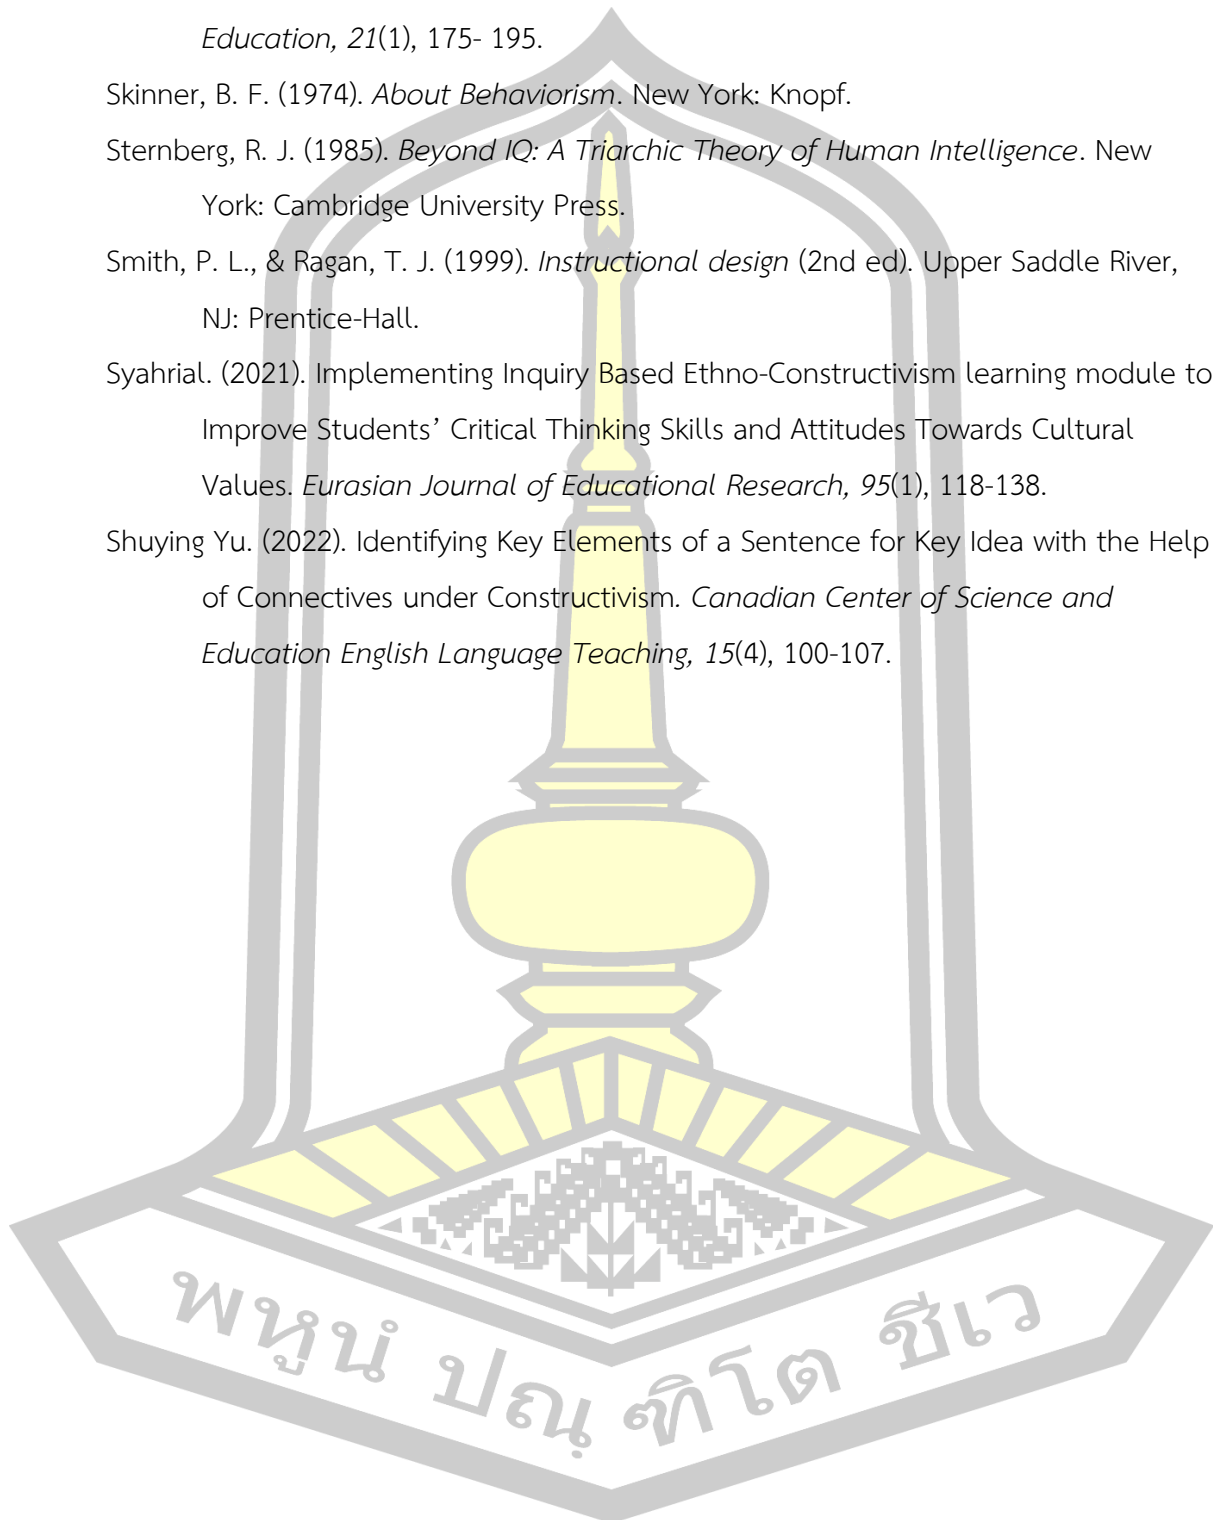 Education, 21(1), 175- 195.
Skinner, B. F. (1974). About Behaviorism. New York: Knopf.
Sternberg, R. J. (1985). Beyond IQ: A Triarchic Theory of Human Intelligence. New
York: Cambridge University Press.
Smith, P. L., & Ragan, T. J. (1999). Instructional design (2nd ed). Upper Saddle River,
NJ: Prentice-Hall.
Syahrial. (2021). Implementing Inquiry Based Ethno-Constructivism learning module to
Improve Students’ Critical Thinking Skills and Attitudes Towards Cultural
Values. Eurasian Journal of Educational Research, 95(1), 118-138.
Shuying Yu. (2022). Identifying Key Elements of a Sentence for Key Idea with the Help
of Connectives under Constructivism. Canadian Center of Science and
Education English Language Teaching, 15(4), 100-107.
พหูนํ ปณฺ ฑิโต ชีเว